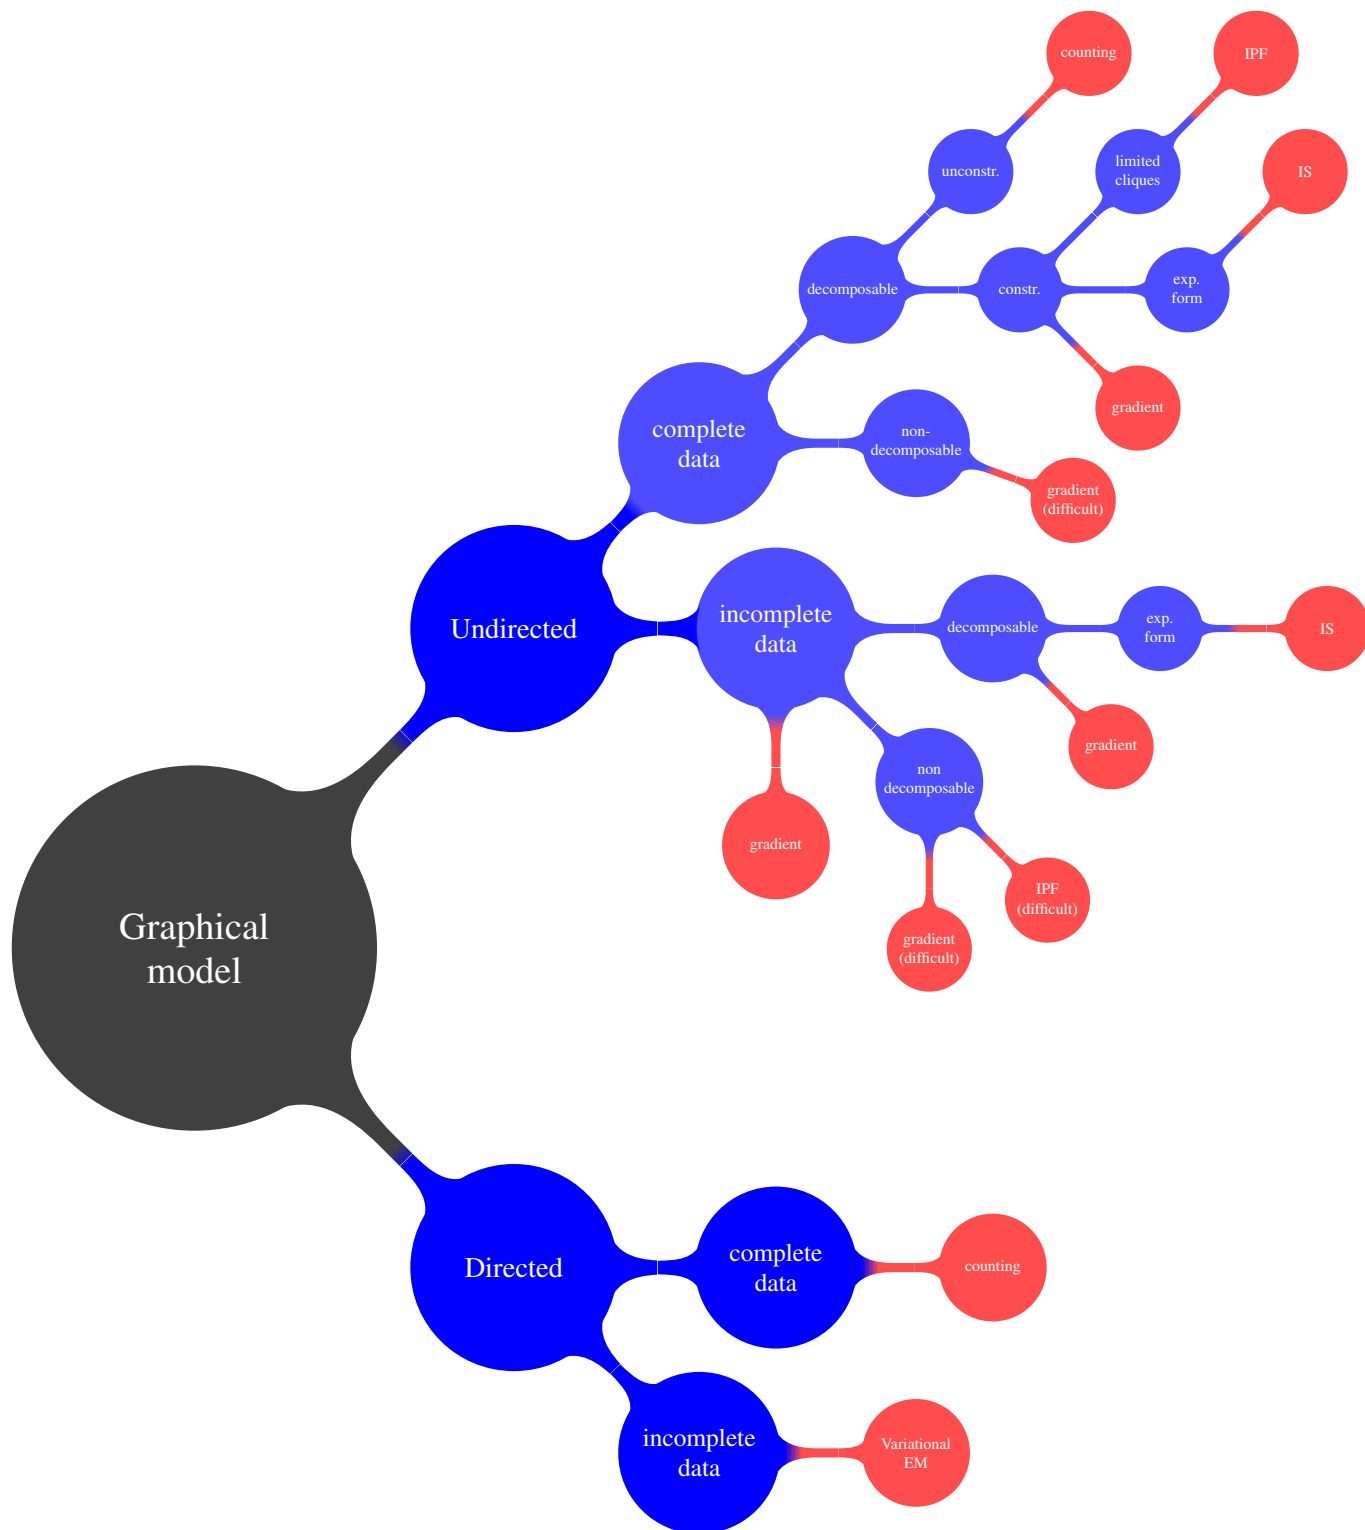 counting
IPF
unconstr.
limited
cliques
IS
decomposable
constr.
exp.
form
gradient
complete
data
non-
decomposable
gradient
(difficult)
Undirected
incomplete
data
decomposable
exp.
form
IS
gradient
non
decomposable
gradient
IPF
(difficult)
gradient
(difficult)
Graphical
model
Directed
complete
data
counting
incomplete
data
Variational
EM